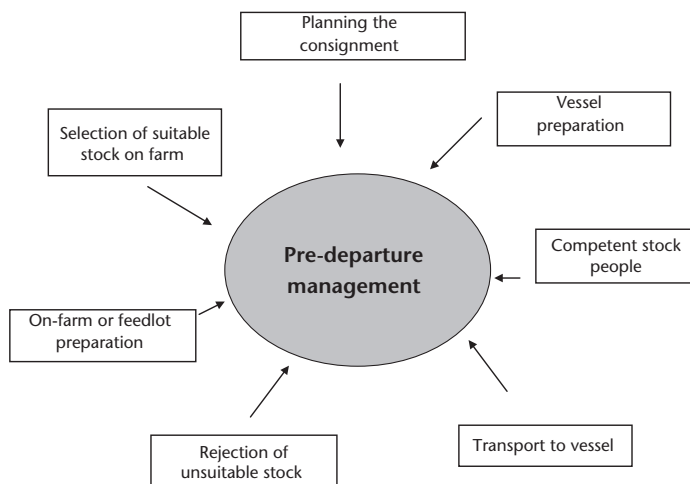 Planning the
consignment
Vessel
preparation
Selection of suitable
stock on farm
Pre-departure
management
Competent stock
people
On-farm or feedlot
preparation
Transport to vessel
Rejection of
unsuitable stock